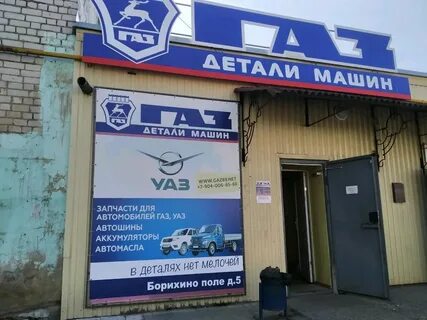 ГАЗ
ГАЗ
ДЕТАЛИ МАШИН
ГАЗ
ГАЗ
ДЕТАЛИ МАШИН
УАЗ
ЗАПЧАСТИ ДЛЯ
АВТОМОБИЛЕЙ ГАЗ, УАЗ
АВТОШИНЫ
АККУМУЛЯТОРЫ
АВТОМАСЛА
в деталях нет мелочей
Борихино поле д.5